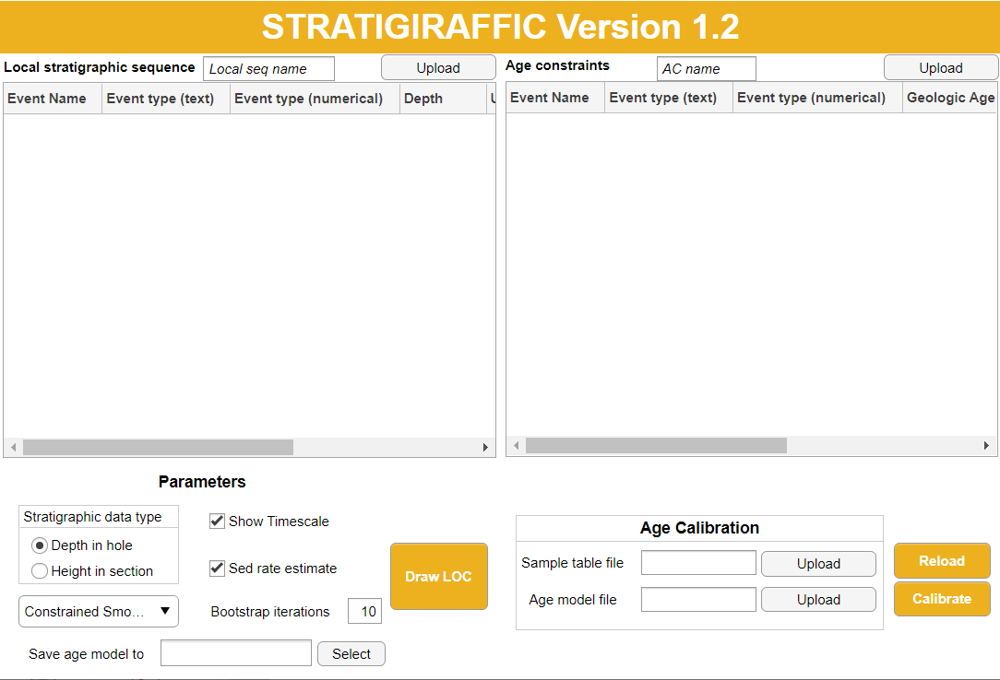 STRATIGIRAFFIC Version 1.2
Local stratigraphic sequence Local seq name Upload
Event Name Event type (text) Event type (numerical) Depth
Age constraints AC name Upload
Event Name Event type (text) Event type (numerical) Geologic Age
Parameters
Stratigraphic data type
Depth in hole
Height in section
Constrained Smo...
Show Timescale
Sed rate estimate
Bootstrap iterations 10
Draw LOC
Save age model to Select
Age Calibration
Sample table file Upload
Age model file Upload
Reload
Calibrate